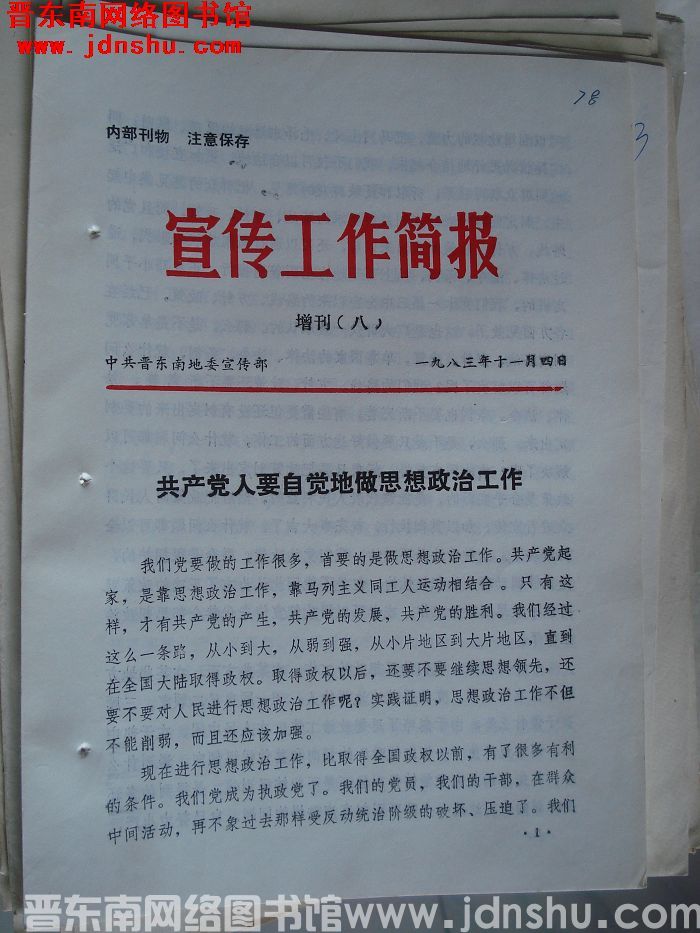 晋东南网络图书馆
www.jdnshu.com
78
3
内部刊物 注意保存
宣传工作简报
增刊（八）
中共晋东南地委宣传部 一九八三年十一月四日
共产党人要自觉地做思想政治工作
我们党要做的工作很多，首要的是做思想政治工作。共产党起
家，是靠思想政治工作，靠马列主义同工人运动相结合。只有这
样，才有共产党的产生，共产党的发展，共产党的胜利。我们经过
这么一条路，从小到大，从弱到强，从小片地区到大片地区，直到
在全国大陆取得政权。取得政权以后，还要不要继续思想领先，还
要不要对人民进行思想政治工作呢？实践证明，思想政治工作不但
不能削弱，而且还应该加强。
现在进行思想政治工作，比取得全国政权以前，有了很多有利
的条件。我们党成为执政党了。我们的党员，我们的干部，在群众
中间活动，再不象过去那样受反动统治阶级的破坏、压迫了。我们
·1·
晋东南网络图书馆www.jdnshu.com